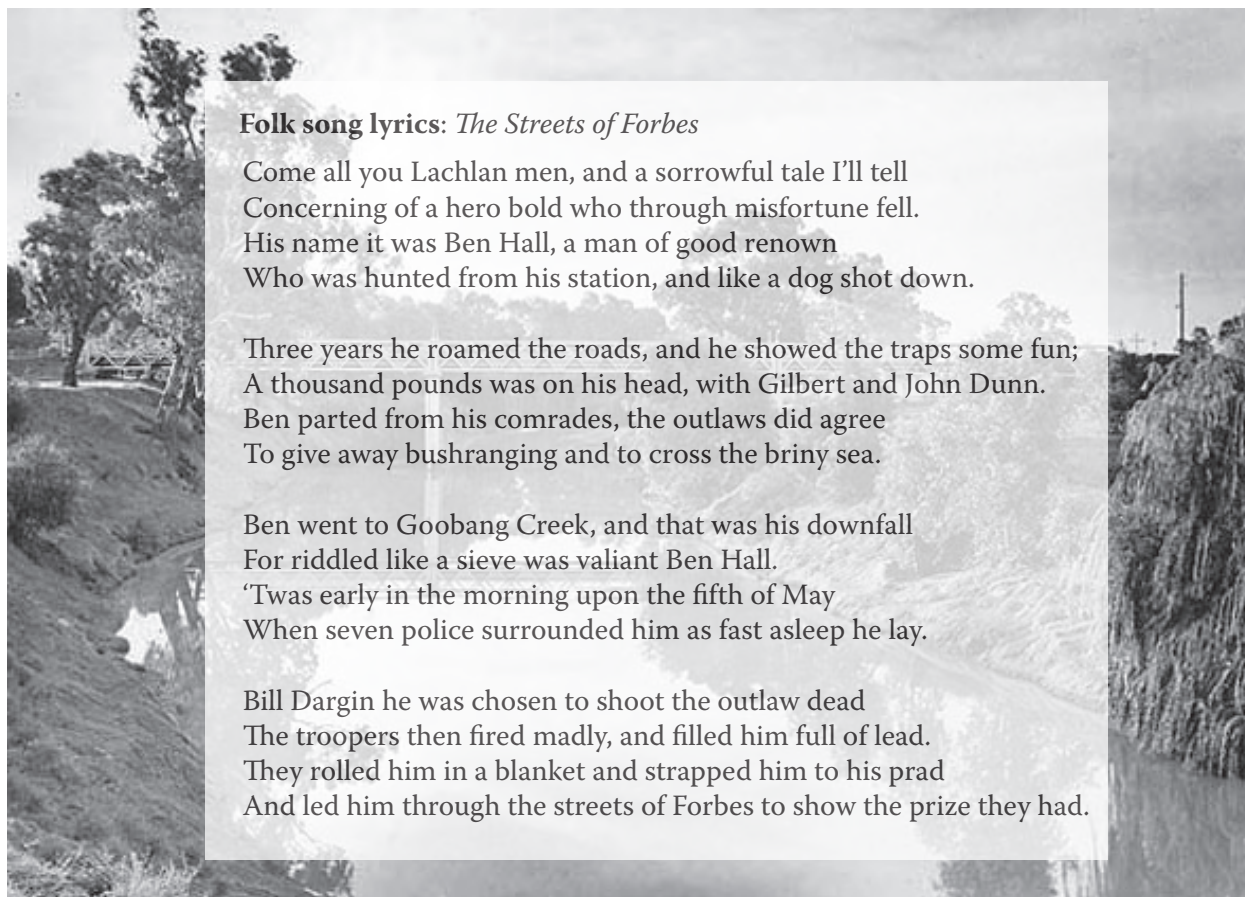 Folk song lyrics: The Streets of Forbes
Come all you Lachlan men, and a sorrowful tale I’ll tell
Concerning of a hero bold who through misfortune fell.
His name it was Ben Hall, a man of good renown
Who was hunted from his station, and like a dog shot down.
Three years he roamed the roads, and he showed the traps some fun;
A thousand pounds was on his head, with Gilbert and John Dunn.
Ben parted from his comrades, the outlaws did agree
To give away bushranging and to cross the briny sea.
Ben went to Goobang Creek, and that was his downfall
For riddled like a sieve was valiant Ben Hall.
‘Twas early in the morning upon the fifth of May
When seven police surrounded him as fast asleep he lay.
Bill Dargin he was chosen to shoot the outlaw dead
The troopers then fired madly, and filled him full of lead.
They rolled him in a blanket and strapped him to his prad
And led him through the streets of Forbes to show the prize they had.